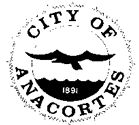 CITY OF
1891
ANACORTES